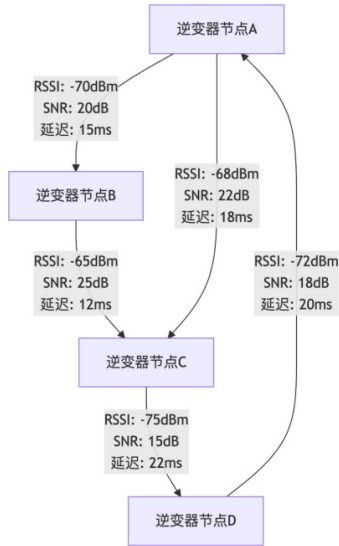 逆变器节点A
RSSI: -70dBm
SNR: 20dB
延迟: 15ms
RSSI: -68dBm
SNR: 22dB
延迟: 18ms
逆变器节点B
RSSI: -65dBm
SNR: 25dB
延迟: 12ms
RSSI: -72dBm
SNR: 18dB
延迟: 20ms
逆变器节点C
RSSI: -75dBm
SNR: 15dB
延迟: 22ms
逆变器节点D